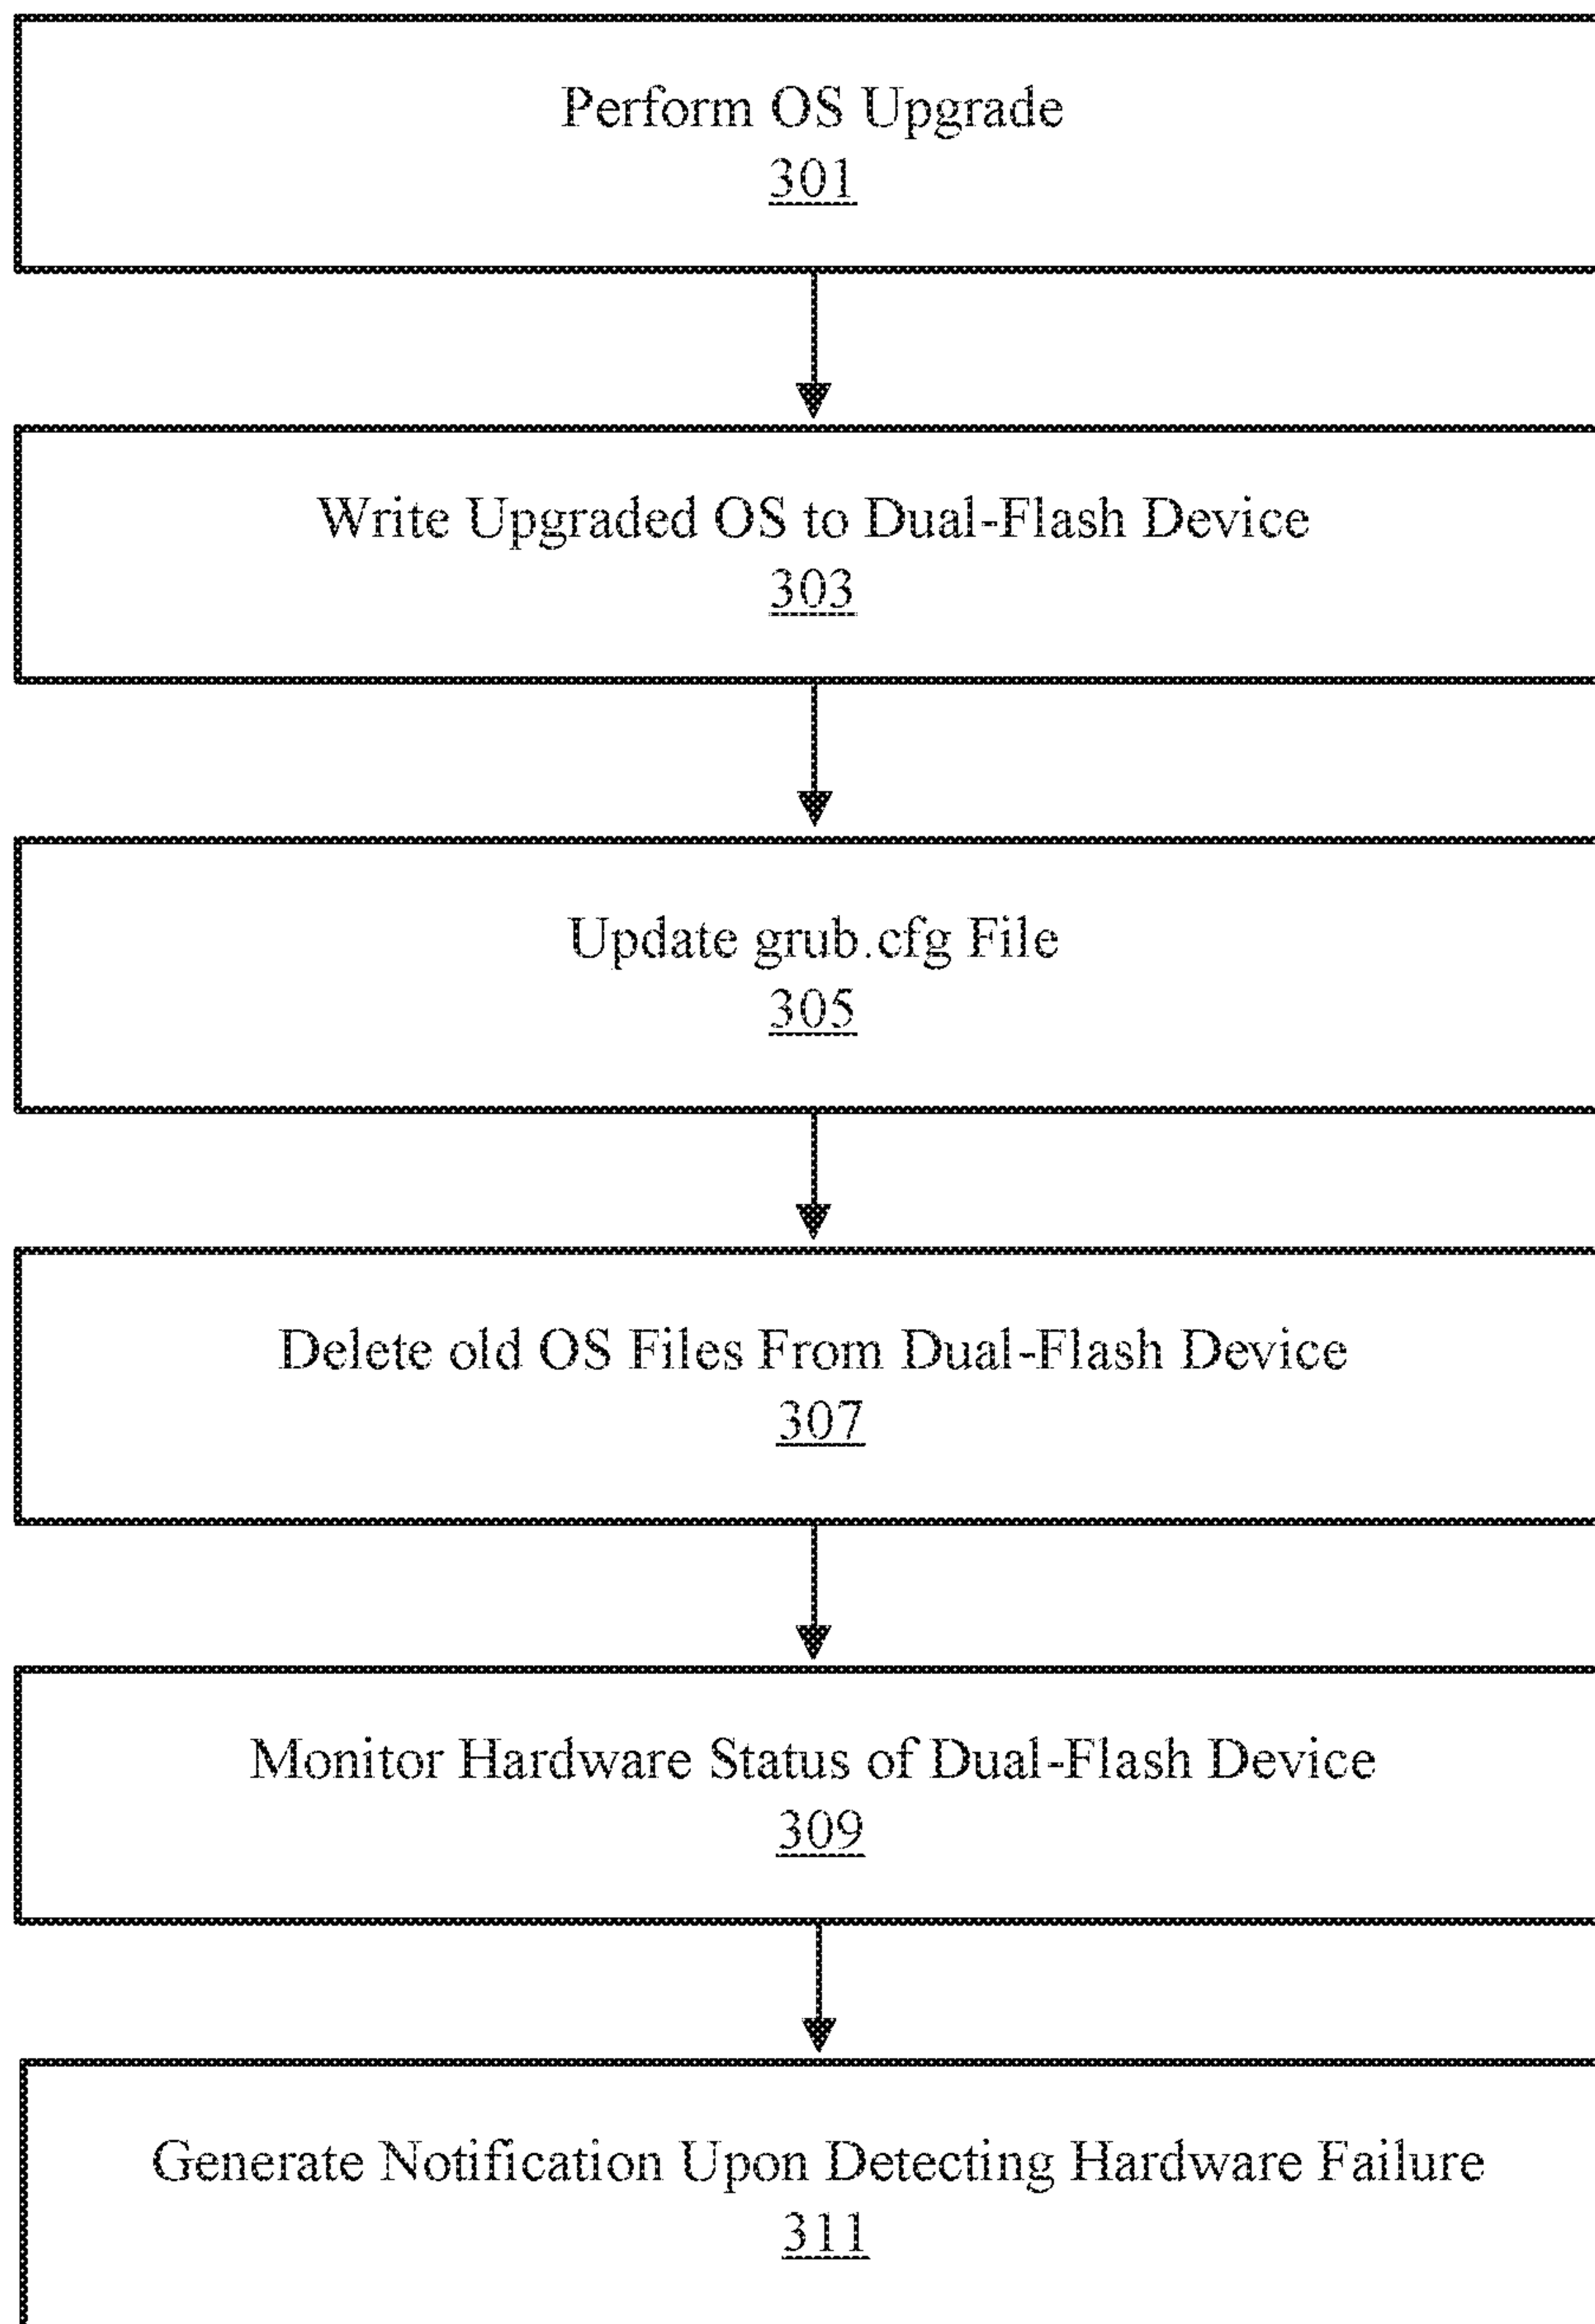 Perform OS Upgrade
301
Write Upgraded OS to Dual-Flash Device
303
Update grub.cfg File
305
Delete old OS Files From Dual-Flash Device
307
Monitor Hardware Status of Dual-Flash Device
309
Generate Notification Upon Detecting Hardware Failure
311